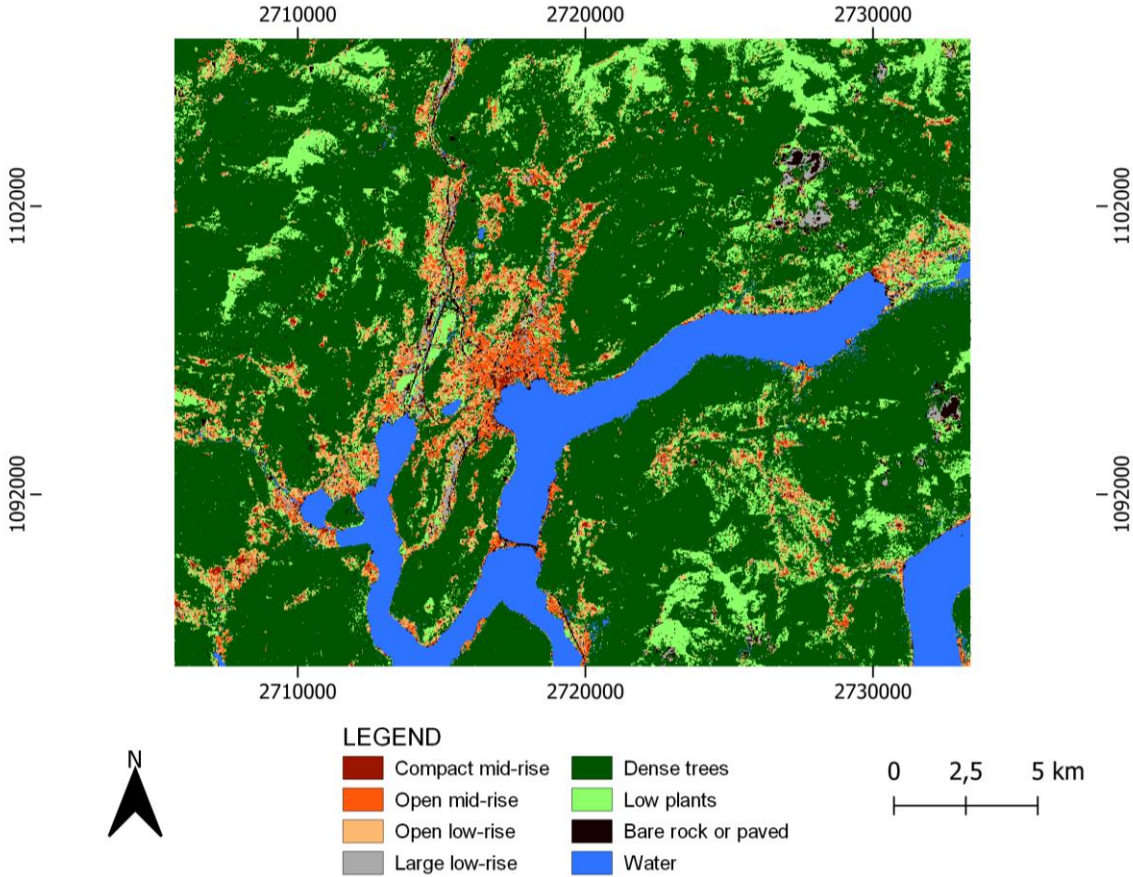 2710000 2720000 2730000
1102000 1102000
1092000 1092000
2710000 2720000 2730000
N
LEGEND
Compact mid-rise Dense trees
Open mid-rise Low plants
Open low-rise Bare rock or paved
Large low-rise Water
0 2,5 5 km